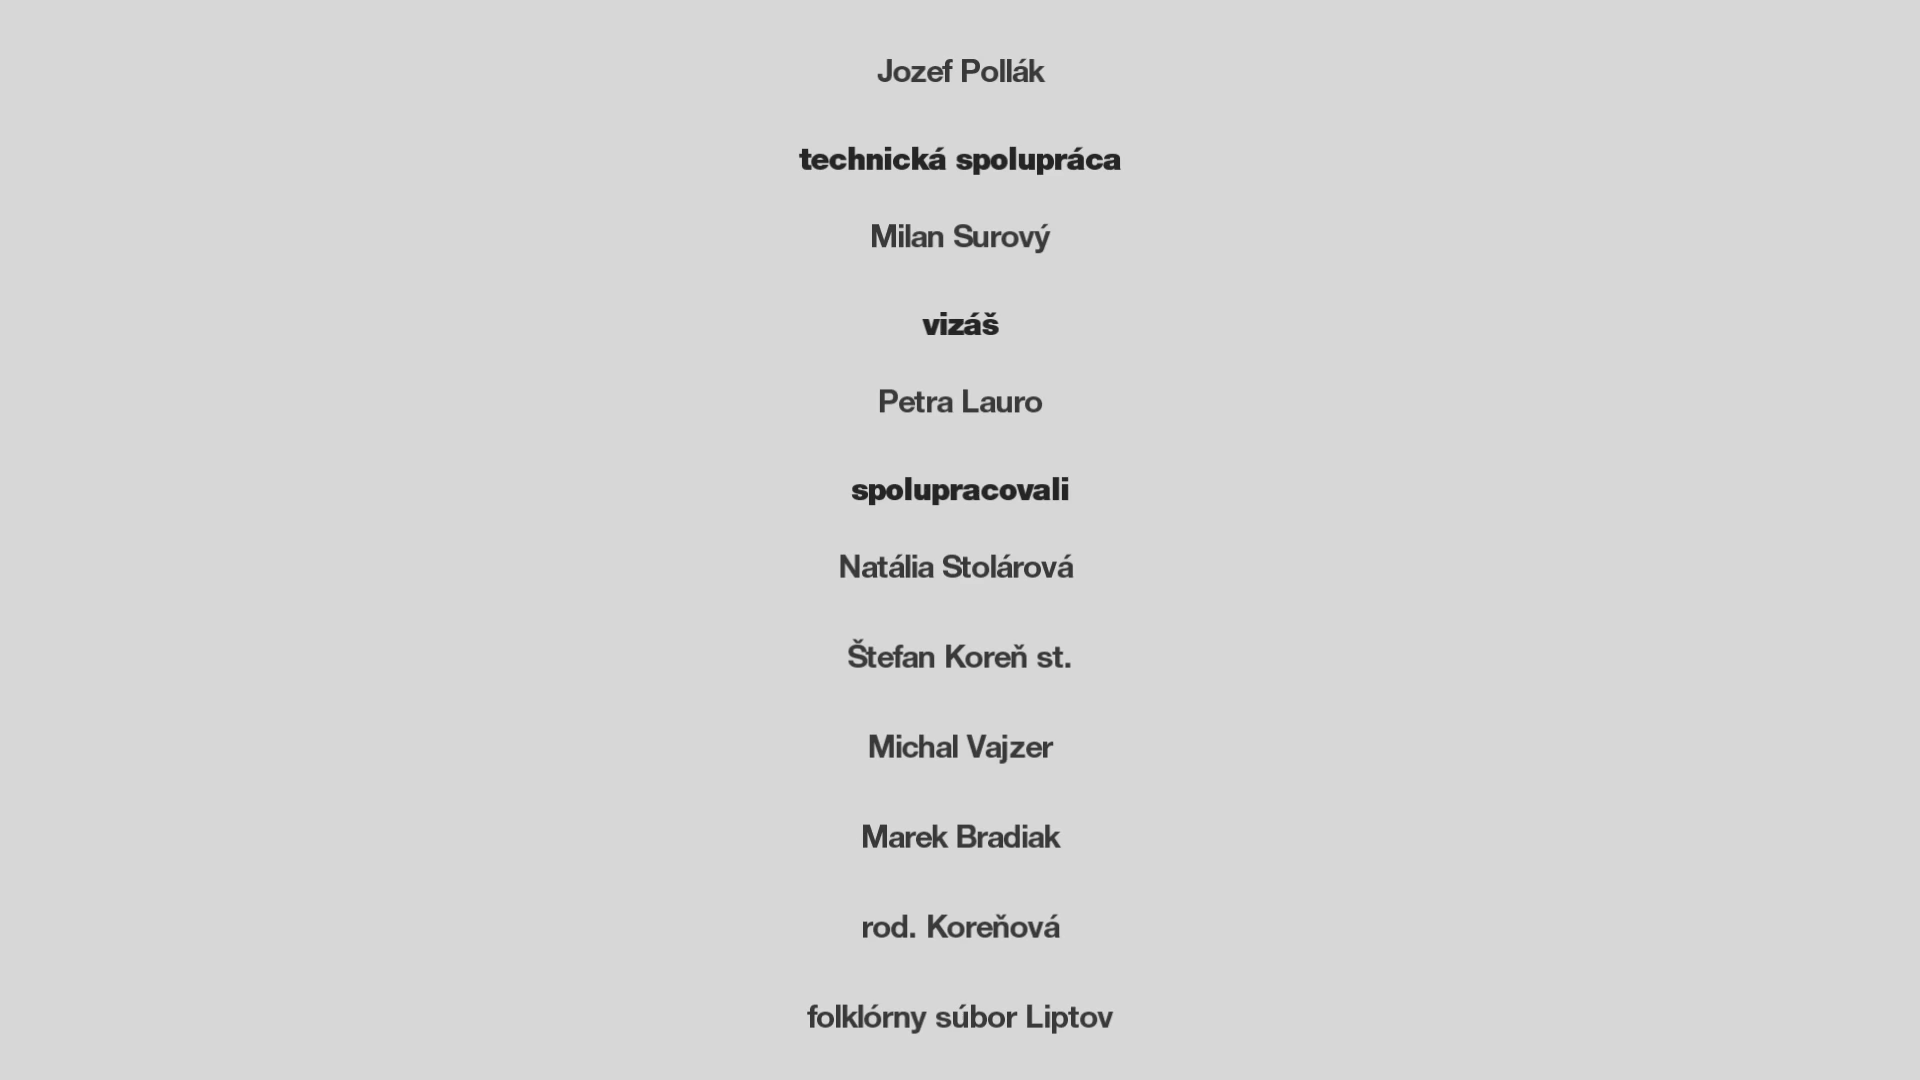 Jozef Pollák
technická spolupráca
Milan Surový
vizáš
Petra Lauro
spolupracovali
Natália Stolárová
Štefan Koreň st.
Michal Vajzer
Marek Bradiak
rod. Koreňová
folklórny súbor Liptov